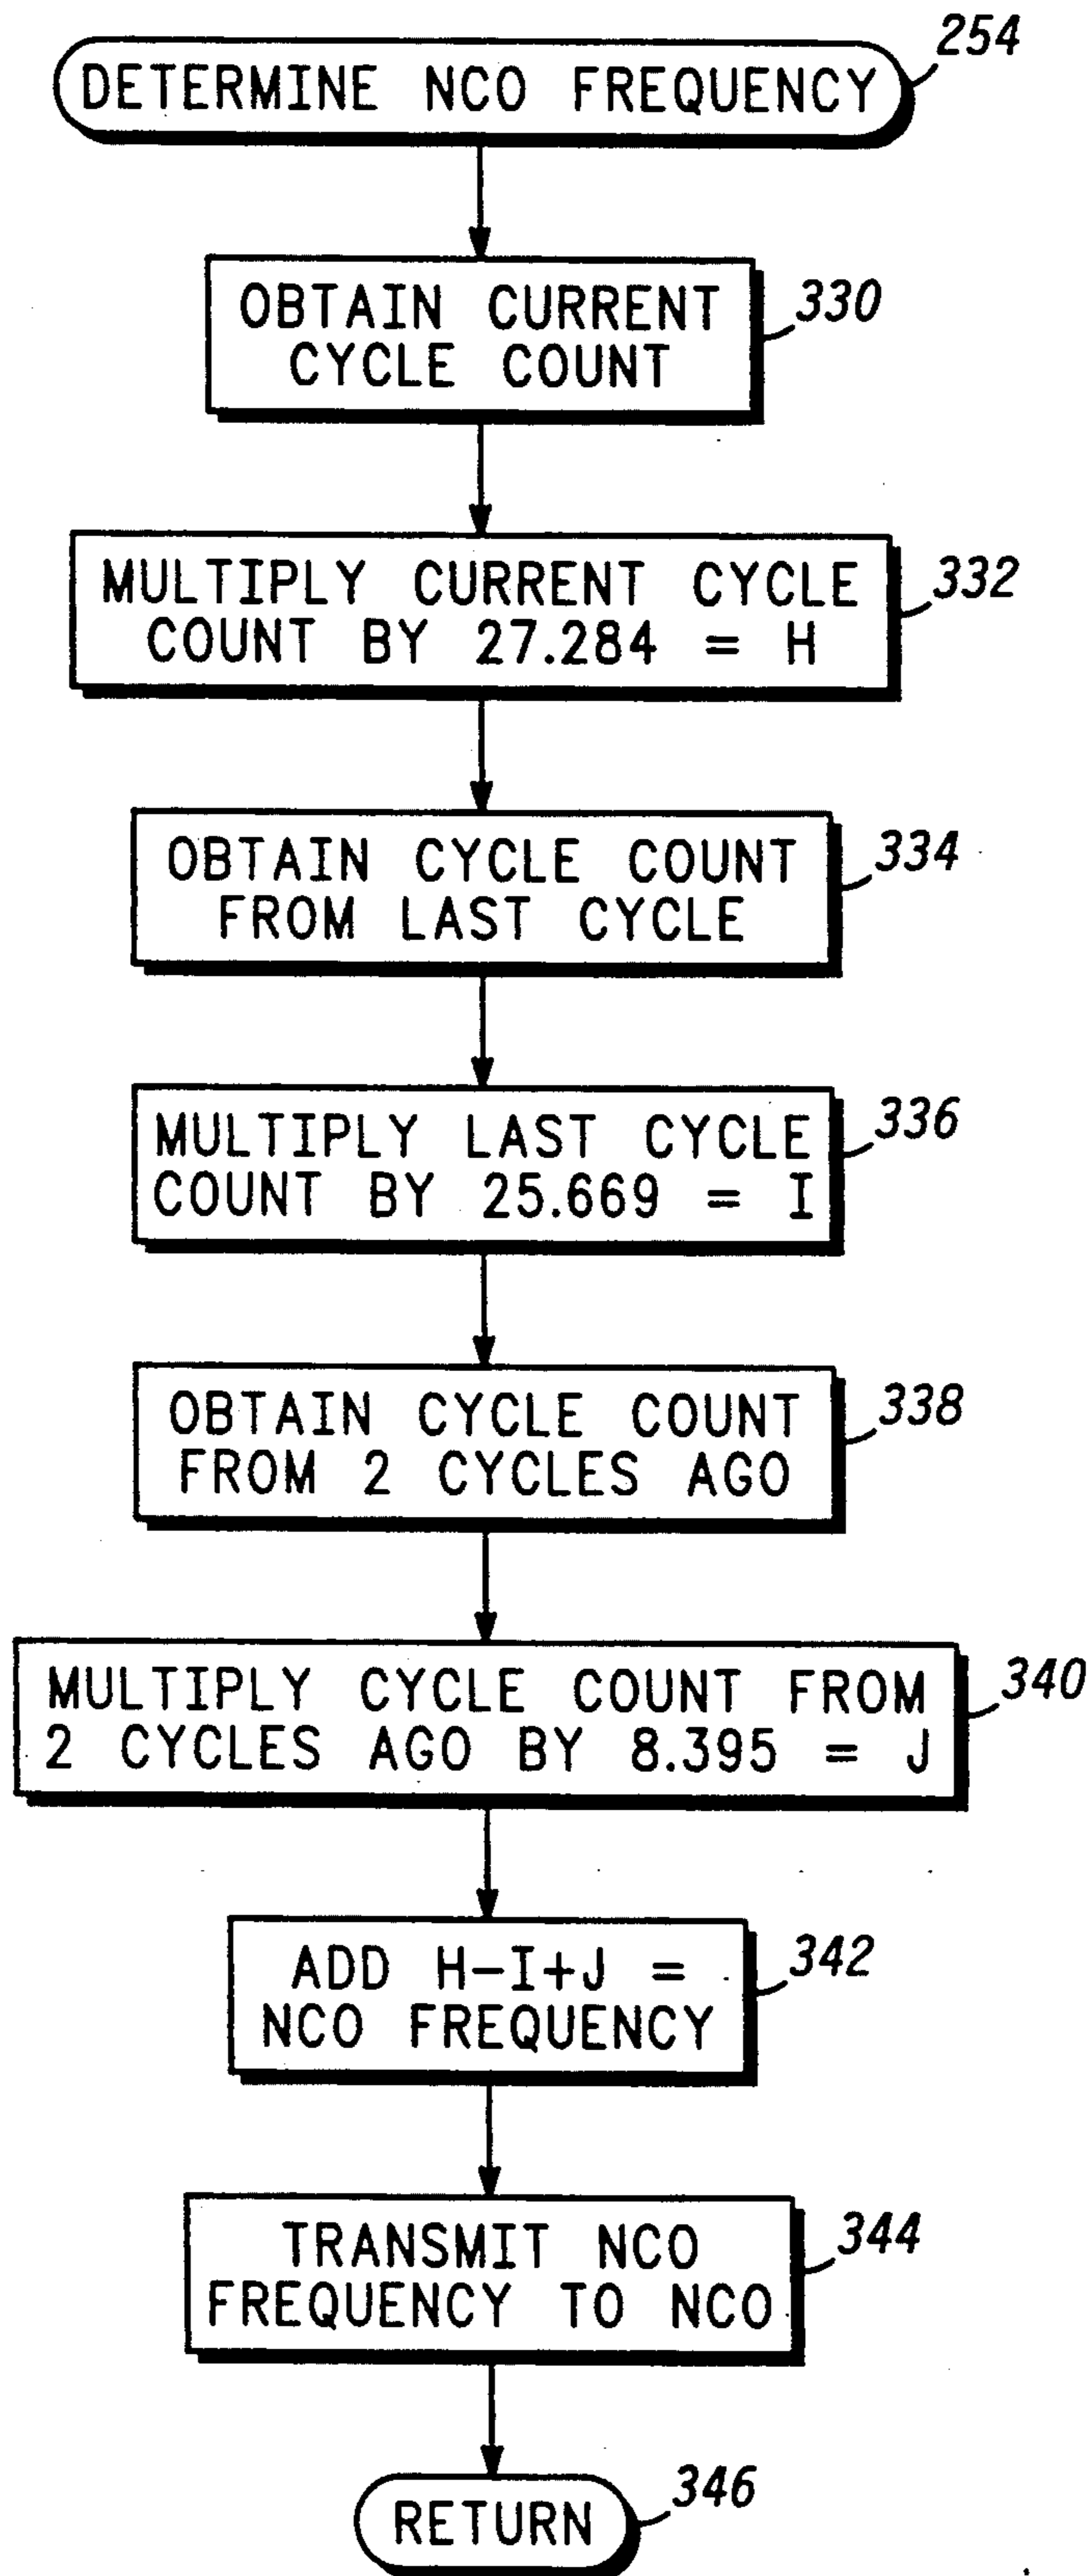 254
DETERMINE NCO FREQUENCY
330
OBTAIN CURRENT
CYCLE COUNT
332
MULTIPLY CURRENT CYCLE
COUNT BY 27.284 = H
334
OBTAIN CYCLE COUNT
FROM LAST CYCLE
336
MULTIPLY LAST CYCLE
COUNT BY 25.669 = I
338
OBTAIN CYCLE COUNT
FROM 2 CYCLES AGO
340
MULTIPLY CYCLE COUNT FROM
2 CYCLES AGO BY 8.395 = J
342
ADD H-I+J =
NCO FREQUENCY
344
TRANSMIT NCO
FREQUENCY TO NCO
346
RETURN